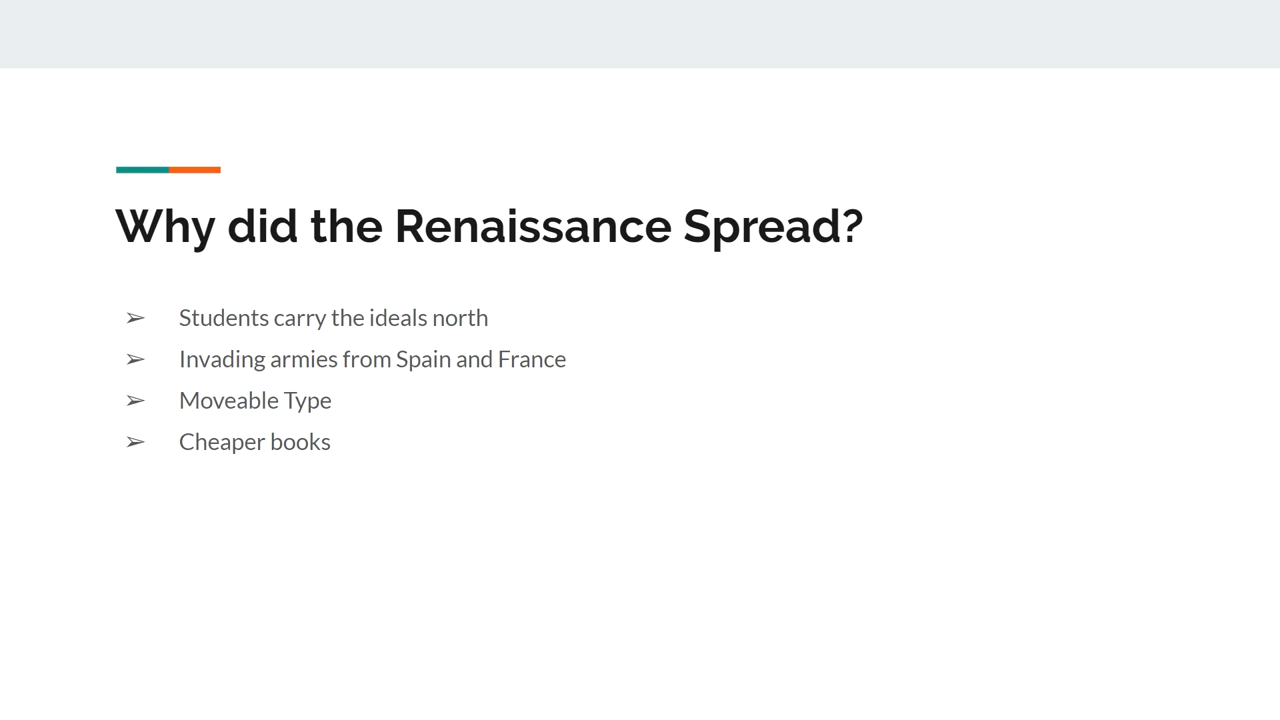 Why did the Renaissance Spread?
➢ Students carry the ideals north
➢ Invading armies from Spain and France
➢ Moveable Type
➢ Cheaper books